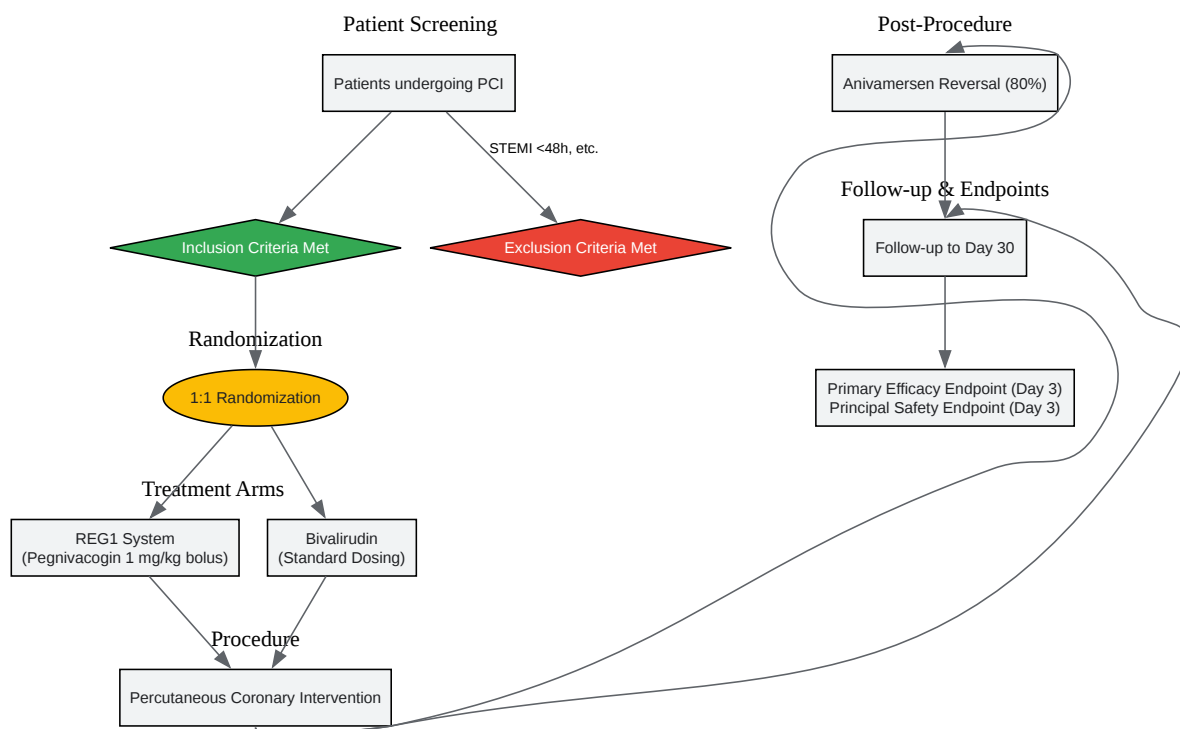 Patient Screening
Patients undergoing PCI
STEMI <48h, etc.
Inclusion Criteria Met
Exclusion Criteria Met
Randomization
1:1 Randomization
Treatment Arms
REG1 System
(Pegnivacogin 1 mg/kg bolus)
Bivalirudin
(Standard Dosing)
Procedure
Percutaneous Coronary Intervention
Post-Procedure
Anivamersen Reversal (80%)
Follow-up & Endpoints
Follow-up to Day 30
Primary Efficacy Endpoint (Day 3)
Principal Safety Endpoint (Day 3)